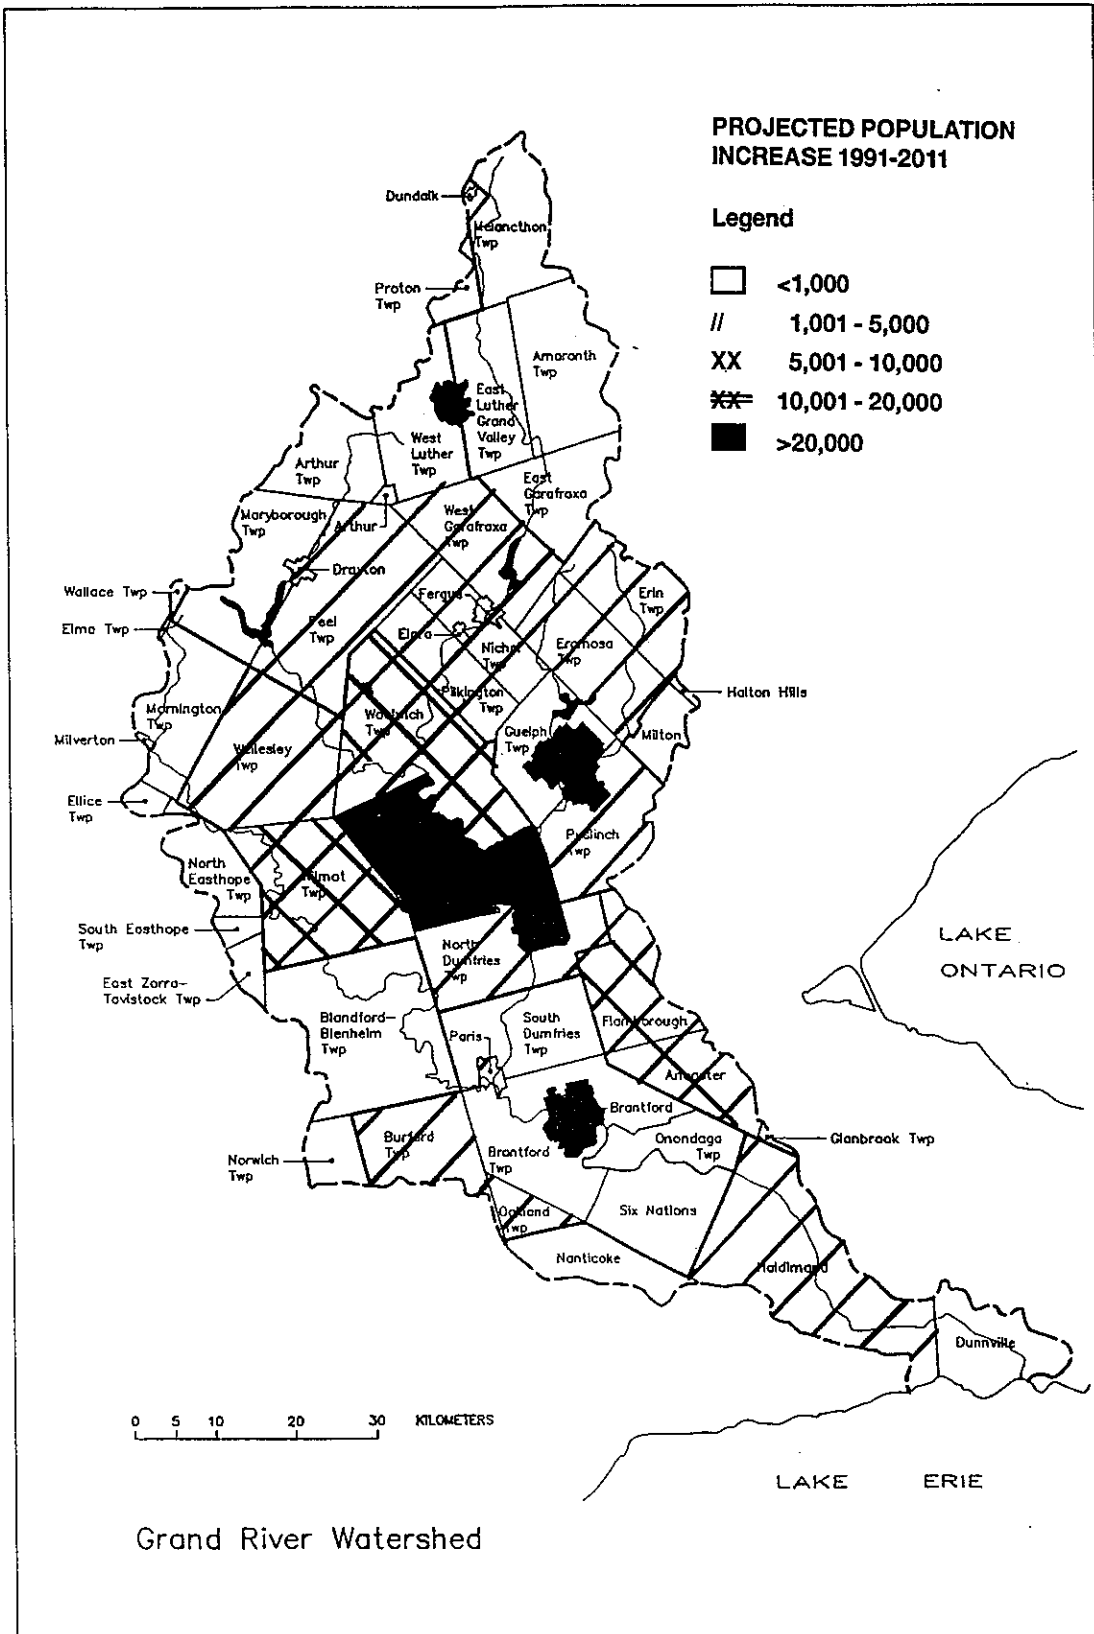 PROJECTED POPULATION
INCREASE 1991-2011
Legend
<1,000
// 1,001 - 5,000
XX 5,001 - 10,000
XX 10,001 - 20,000
>20,000
Dundalk
Melancthon
Twp
Proton
Twp
Amaranth
Twp
East
Luther
Grand
Valley
Twp
West
Luther
Twp
Arthur
Twp
East
Garafraxa
Twp
Maryborough
Twp
Arthur
West
Garafraxa
Twp
Drayton
Wallace Twp
Fergus
Erin
Twp
Elma Twp
Peel
Twp
Elora
Nichol
Twp
Eramosa
Twp
Pilkington
Twp
Halton Hills
Mornington
Twp
Woolwich
Twp
Guelph
Twp
Milton
Milverton
Wellesley
Twp
Ellice
Twp
Puslinch
Twp
North
Easthope
Twp
Wilmot
Twp
South Easthope
Twp
North
Dumfries
Twp
LAKE
ONTARIO
East Zorra-
Tavistock Twp
Blandford-
Blenheim
Twp
South
Dumfries
Twp
Flamborough
Paris
Ancaster
Brantford
Burford
Twp
Brantford
Twp
Onondaga
Twp
Glanbrook Twp
Norwich
Twp
Oakland
Twp
Six Nations
Nanticoke
Haldimand
Dunnville
0 5 10 20 30 KILOMETERS
LAKE ERIE
Grand River Watershed